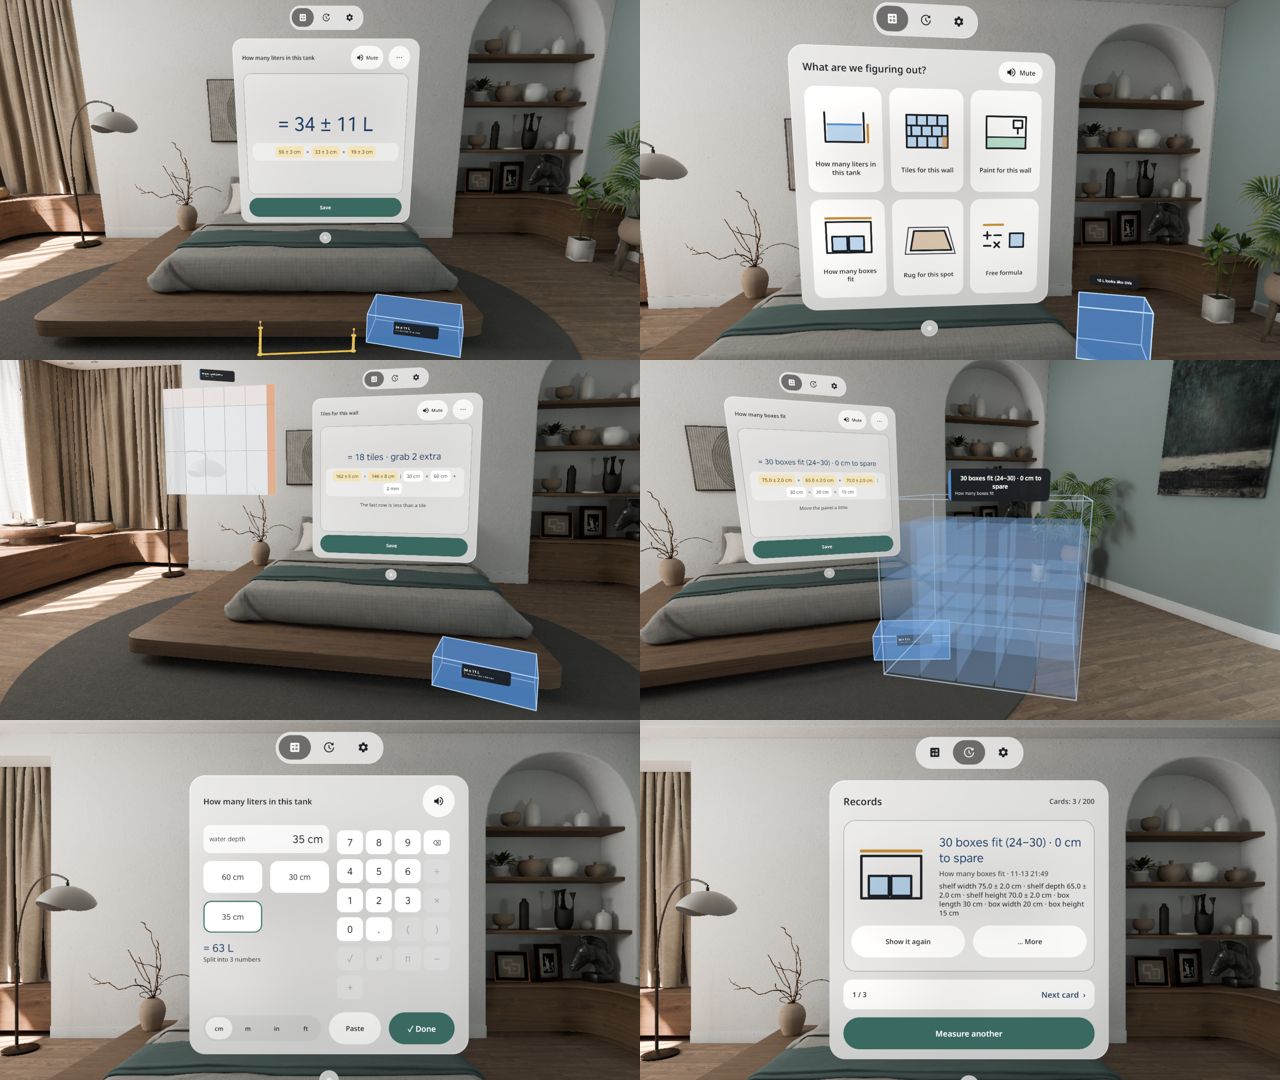 How many liters in this tank
Mute
= 34 ± 11 L
55 ± 3 cm × 33 ± 3 cm × 19 ± 3 cm
Save
What are we figuring out?
Mute
How many liters in
this tank
Tiles for this wall
Paint for this wall
How many boxes
fit
Rug for this spot
Free formula
Tiles for this wall
Mute
= 18 tiles · grab 2 extra
162 ± 5 cm × 146 ± 8 cm | 30 cm × 60 cm +
2 mm
The last row is less than a tile
Save
How many boxes fit
Mute
= 30 boxes fit (24–30) · 0 cm to spare
75.0 ± 2.0 cm × 65.0 ± 2.0 cm × 70.0 ± 2.0 cm |
30 cm × 20 cm × 15 cm
Move the panel a little
Save
30 boxes fit (24–30) · 0 cm to
spare
How many boxes fit
How many liters in this tank
water depth 35 cm
60 cm 30 cm
35 cm
= 63 L
Split into 3 numbers
7 8 9
4 5 6 ÷
1 2 3 ×
0 . ( )
√ x² π −
+
cm m in ft
Paste
✓ Done
Records
Cards: 3 / 200
30 boxes fit (24–30) · 0 cm
to spare
How many boxes fit · 11-13 21:49
shelf width 75.0 ± 2.0 cm · shelf depth 65.0 ±
2.0 cm · shelf height 70.0 ± 2.0 cm · box
length 30 cm · box width 20 cm · box height
15 cm
Show it again
... More
1 / 3
Next card ›
Measure another